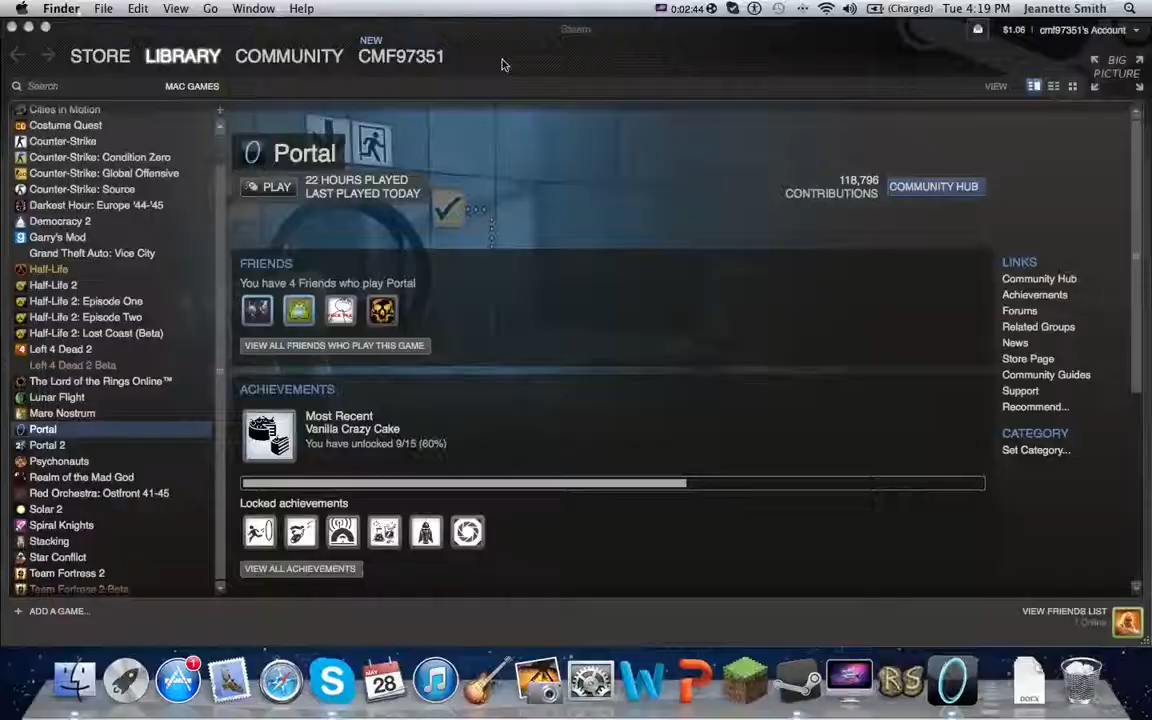 Finder File Edit View Go Window Help 0:02:44 (Charged) Tue 4:19 PM Jeanette Smith
Steam
$1.06 cmf97351's Account
STORE LIBRARY COMMUNITY NEW CMF97351
BIG PICTURE
Search MAC GAMES VIEW
Cities in Motion
Costume Quest
Counter-Strike
Counter-Strike: Condition Zero
Counter-Strike: Global Offensive
Counter-Strike: Source
Darkest Hour: Europe '44-'45
Democracy 2
Garry's Mod
Grand Theft Auto: Vice City
Half-Life
Half-Life 2
Half-Life 2: Episode One
Half-Life 2: Episode Two
Half-Life 2: Lost Coast (Beta)
Left 4 Dead 2
Left 4 Dead 2 Beta
The Lord of the Rings Online™
Lunar Flight
Mare Nostrum
Portal
Portal 2
Psychonauts
Realm of the Mad God
Red Orchestra: Ostfront 41-45
Solar 2
Spiral Knights
Stacking
Star Conflict
Team Fortress 2
Team Fortress 2 Beta
+ ADD A GAME...
Portal
PLAY
22 HOURS PLAYED
LAST PLAYED TODAY
118,796
CONTRIBUTIONS
COMMUNITY HUB
FRIENDS
You have 4 Friends who play Portal
VIEW ALL FRIENDS WHO PLAY THIS GAME
ACHIEVEMENTS
Most Recent
Vanilla Crazy Cake
You have unlocked 9/15 (60%)
Locked achievements
VIEW ALL ACHIEVEMENTS
LINKS
Community Hub
Achievements
Forums
Related Groups
News
Store Page
Community Guides
Support
Recommend...
CATEGORY
Set Category...
VIEW FRIENDS LIST
1 Online
1
MAY
28
W
P
RS
DOCX